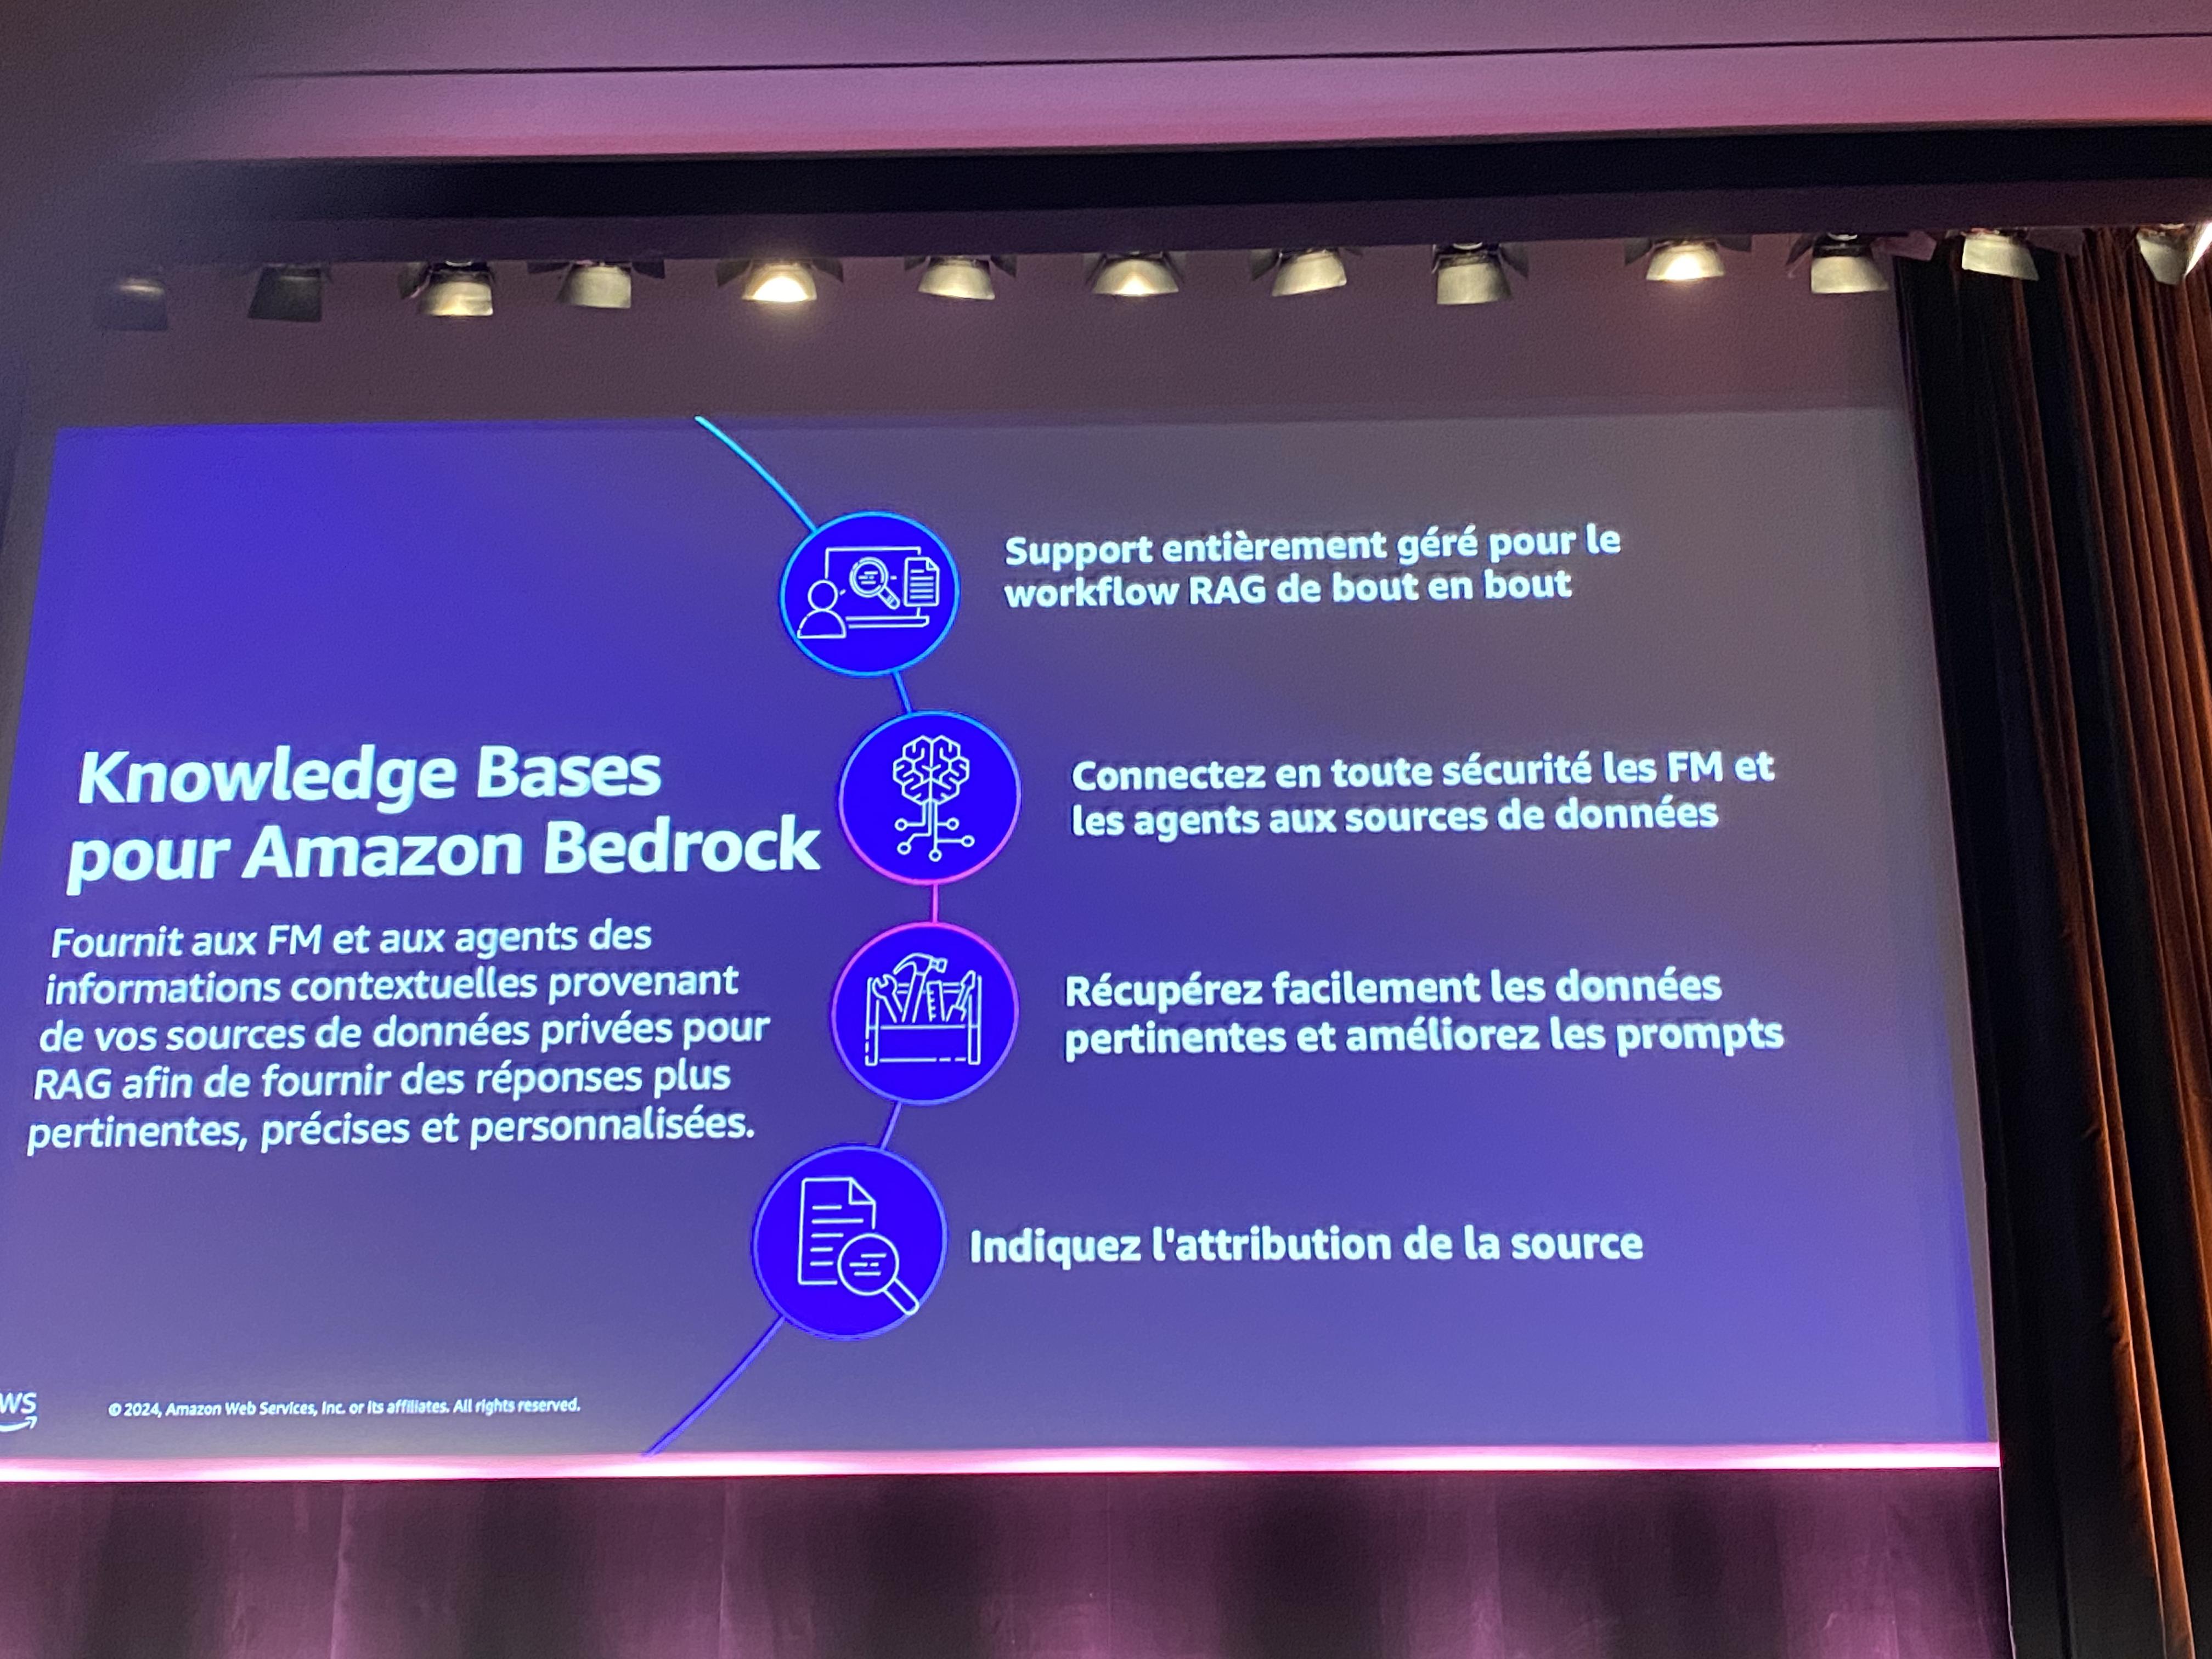 Knowledge Bases
pour Amazon Bedrock
Fournit aux FM et aux agents des
informations contextuelles provenant
de vos sources de données privées pour
RAG afin de fournir des réponses plus
pertinentes, précises et personnalisées.
Support entièrement géré pour le
workflow RAG de bout en bout
Connectez en toute sécurité les FM et
les agents aux sources de données
Récupérez facilement les données
pertinentes et améliorez les prompts
Indiquez l'attribution de la source
ws
© 2024, Amazon Web Services, Inc. or its affiliates. All rights reserved.